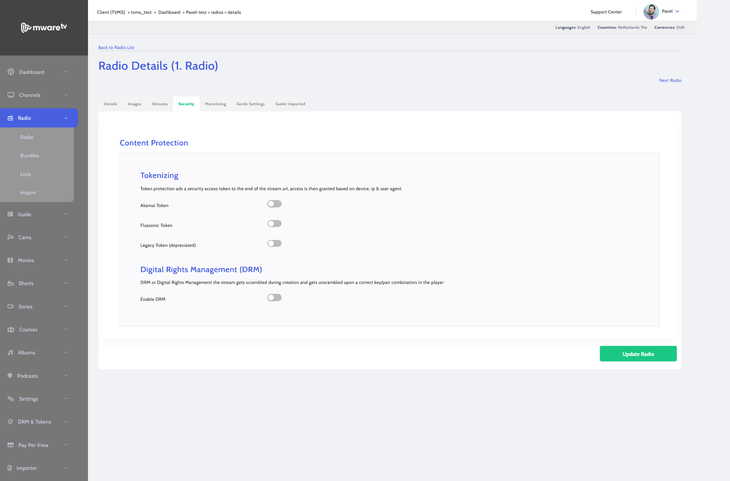 Client (TVMS) > tvms_test > Dashboard > Pavel-test > radios > details
Support Center
Pavel
mwaretv
Languages: English Countries: Netherlands The Currencies: EUR
Back to Radio List
Radio Details (1. Radio)
Next Radio
Dashboard
Channels
Radio
Radio
Bundles
Lists
Import
Guide
Cams
Movies
Shorts
Series
Courses
Albums
Podcasts
Settings
DRM & Tokens
Pay Per View
Importer
Details Images Streams Security Monetising Guide Settings Guide Imported
Content Protection
Tokenizing
Token protection ads a security access token to the end of the stream url, access is then granted based on device, ip & user agent
Akamai Token
Flussonic Token
Legacy Token (depreciated)
Digital Rights Management (DRM)
DRM or Digital Rights Management the stream gets scrambled during creation and gets unsrambled upon a correct key/pair combination in the player
Enable DRM
Update Radio